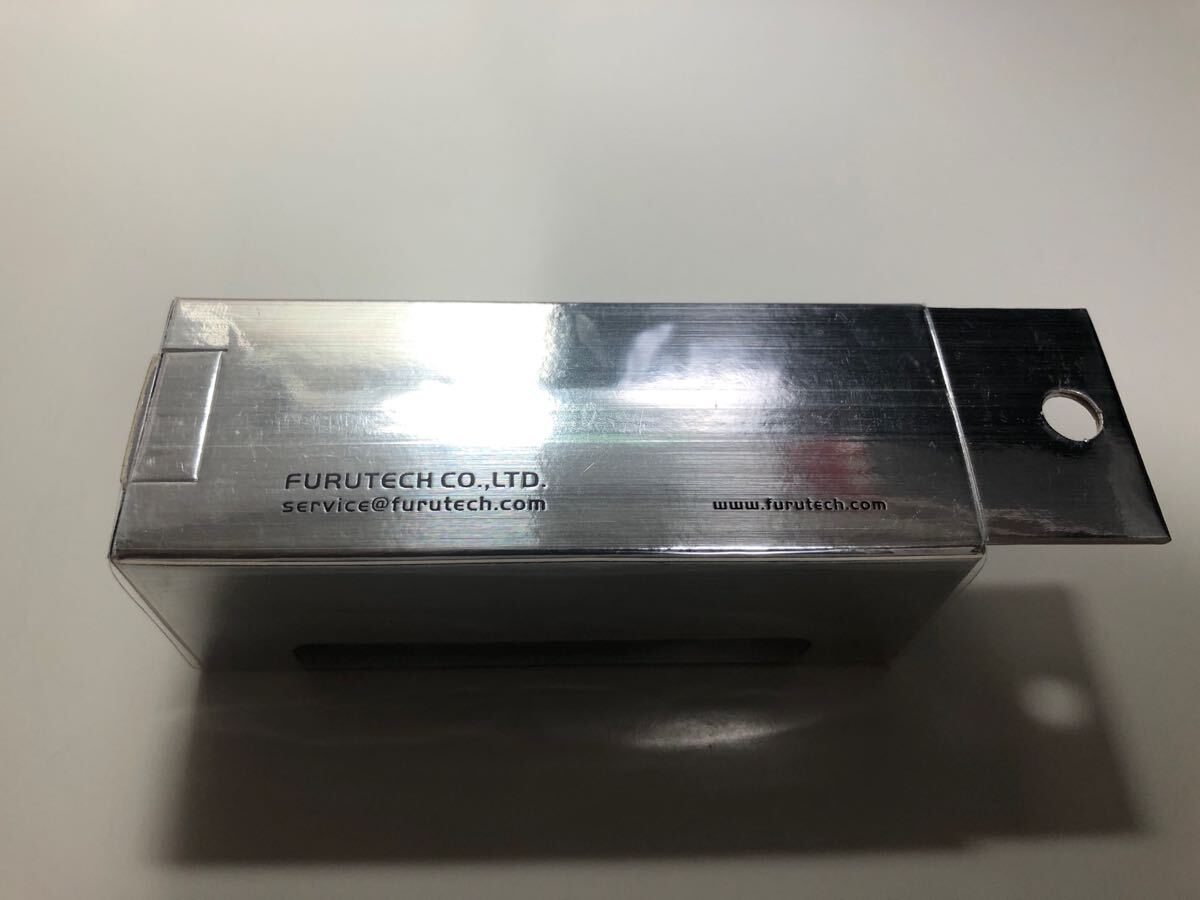 FURUTECH CO.,LTD.
service@furutech.com
www.furutech.com